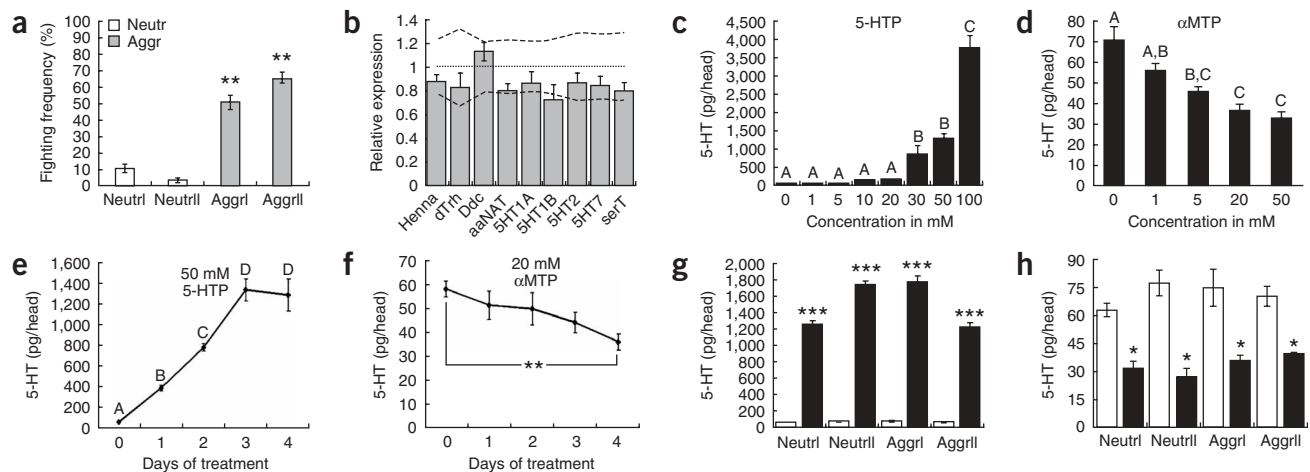 a
Neutr
Aggr
Fighting frequency (%)
100
90
80
70
60
50
40
30
20
10
0
**
**
NeutrI
NeutrII
AggrI
AggrII
b
Relative expression
1.6
1.4
1.2
1
0.8
0.6
0.4
0.2
0
Henna
dTrh
Ddc
aaNAT
5HT1A
5HT1B
5HT2
5HT7
serT
c
5-HTP
5-HT (pg/head)
4,500
4,000
3,500
3,000
2,500
2,000
1,500
1,000
500
0
A A A A A B B C
0 1 5 10 20 30 50 100
Concentration in mM
d
αMTP
5-HT (pg/head)
80
70
60
50
40
30
20
10
0
A A,B B,C C C
0 1 5 20 50
Concentration in mM
e
50 mM
5-HTP
5-HT (pg/head)
1,600
1,400
1,200
1,000
800
600
400
200
0
A B C D D
0 1 2 3 4
Days of treatment
f
20 mM
αMTP
5-HT (pg/head)
70
60
50
40
30
20
10
0
**
0 1 2 3 4
Days of treatment
g
5-HT (pg/head)
2,000
1,800
1,600
1,400
1,200
1,000
800
600
400
200
0
*** *** *** ***
NeutrI NeutrII AggrI AggrII
h
5-HT (pg/head)
90
75
60
45
30
15
0
* * * *
NeutrI NeutrII AggrI AggrII